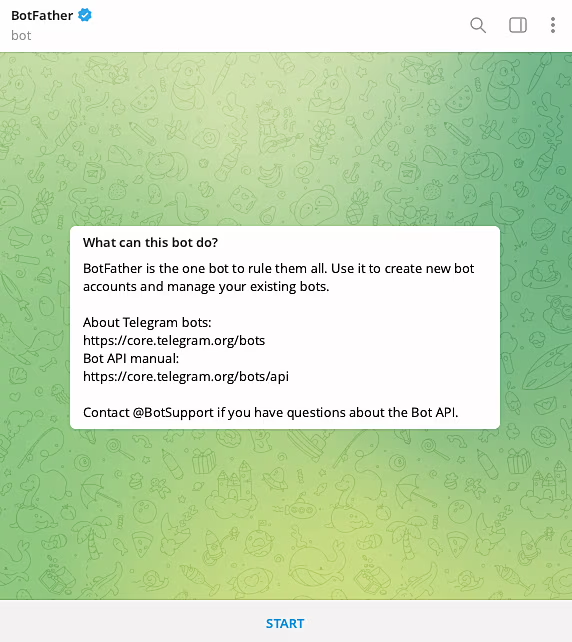 BotFather
bot
What can this bot do?
BotFather is the one bot to rule them all. Use it to create new bot
accounts and manage your existing bots.
About Telegram bots:
https://core.telegram.org/bots
Bot API manual:
https://core.telegram.org/bots/api
Contact @BotSupport if you have questions about the Bot API.
START